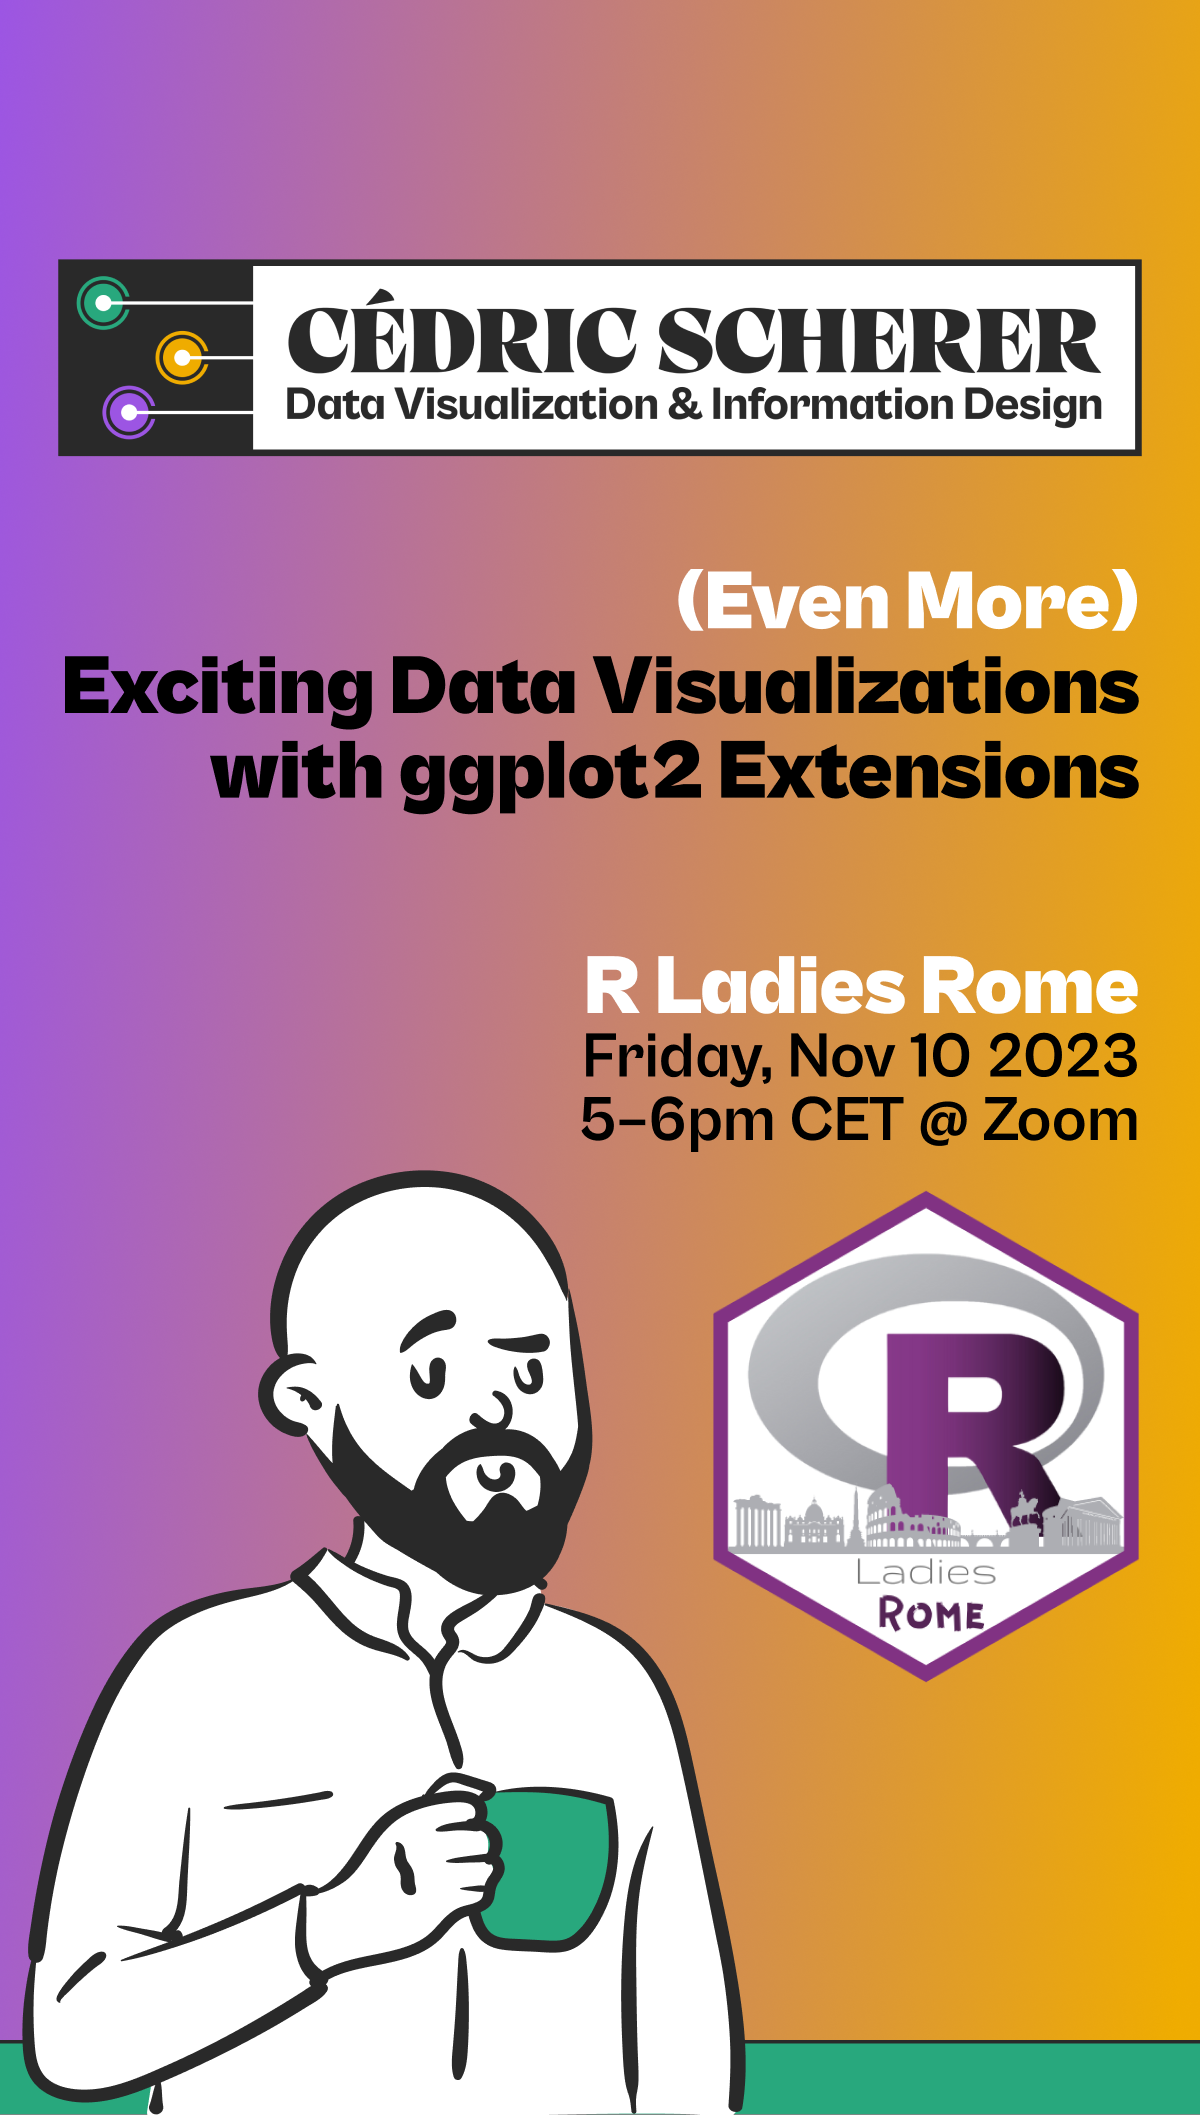 CÉDRIC SCHERER
Data Visualization & Information Design
(Even More)
Exciting Data Visualizations
with ggplot2 Extensions
R Ladies Rome
Friday, Nov 10 2023
5–6pm CET @ Zoom
R
Ladies
ROME